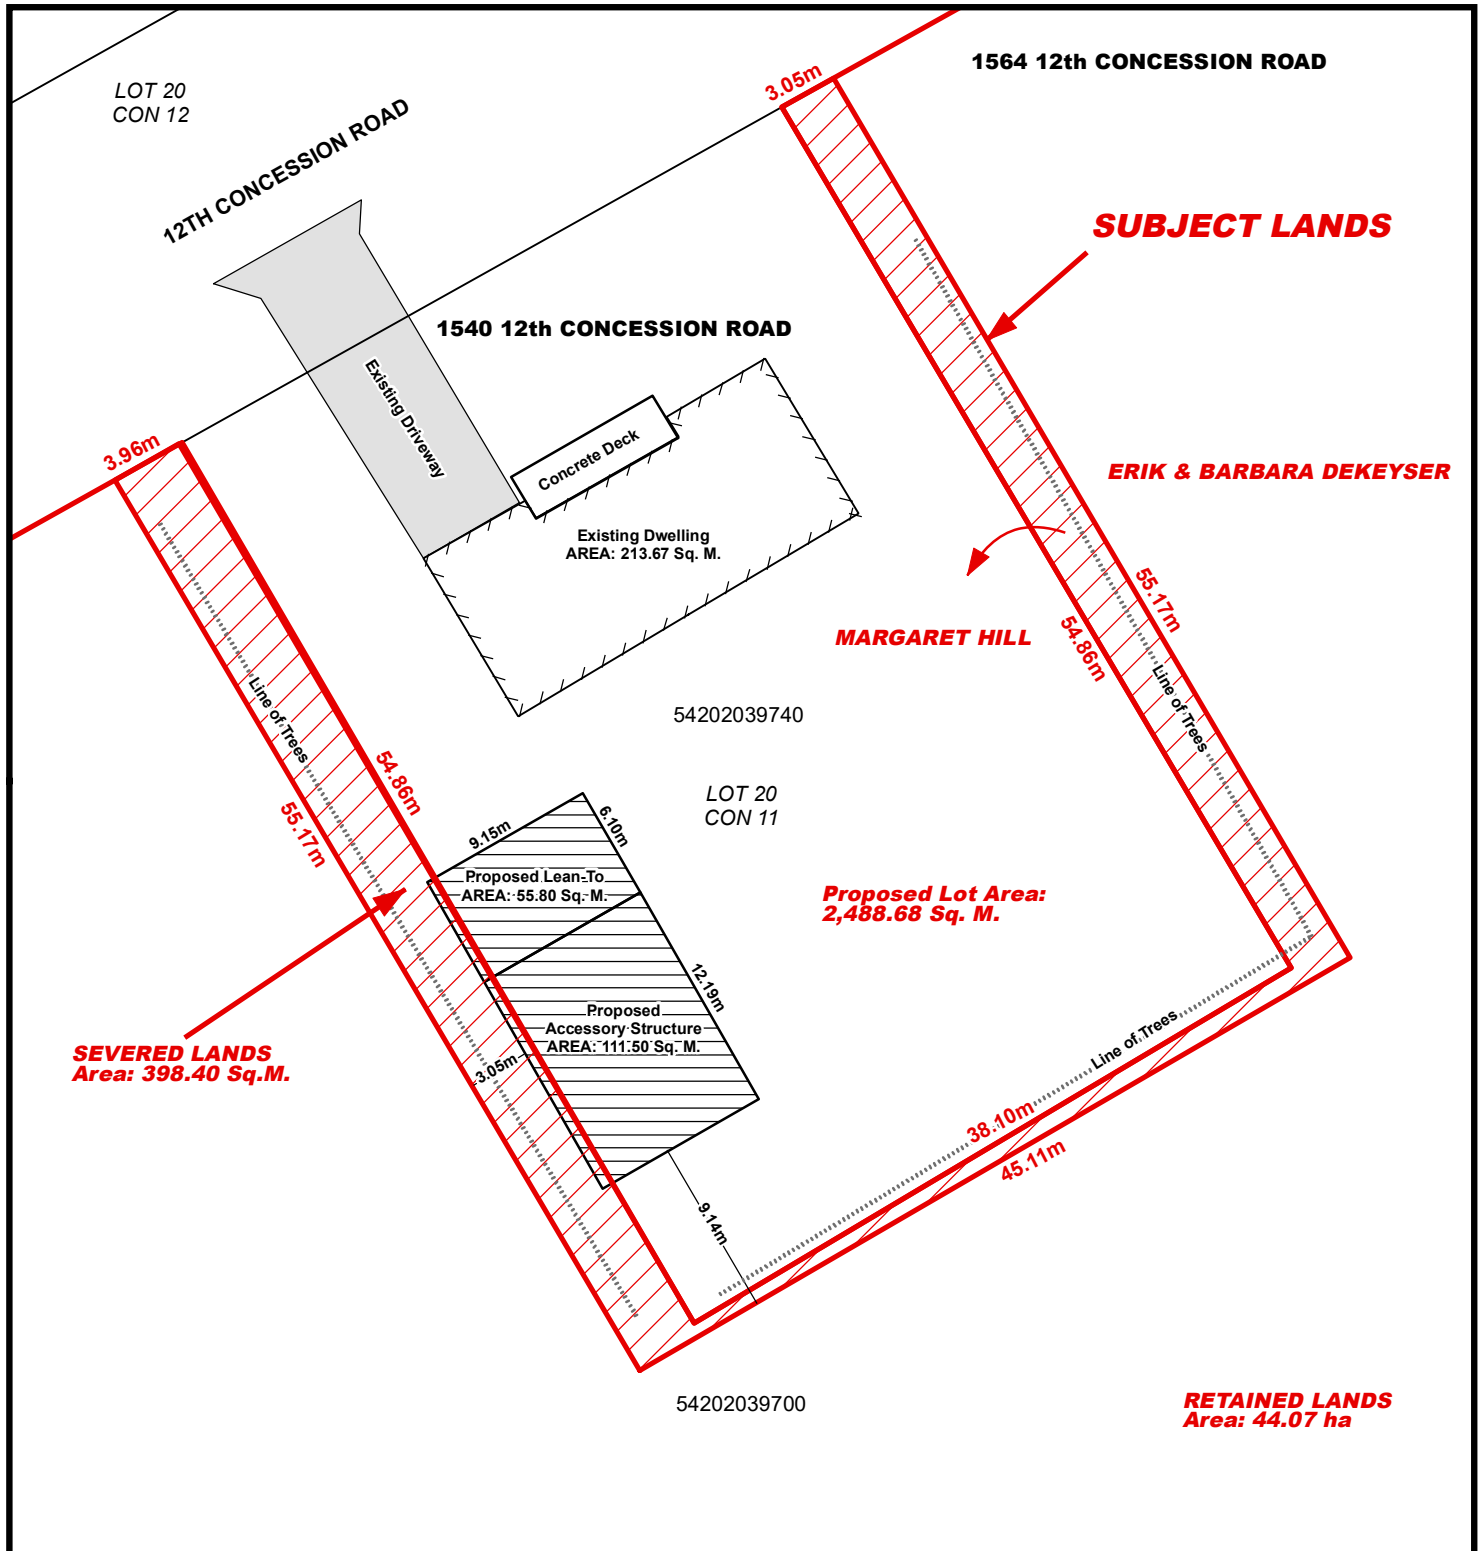 1564 12th CONCESSION ROAD
3.05m
LOT 20
CON 12
12TH CONCESSION ROAD
SUBJECT LANDS
1540 12th CONCESSION ROAD
Existing Driveway
Concrete Deck
3.96m
ERIK & BARBARA DEKEYSER
Existing Dwelling
AREA: 213.67 Sq. M.
55.17m
54.86m
MARGARET HILL
Line of Trees
Line of Trees
54202039740
54.86m
55.17m
LOT 20
CON 11
9.15m
6.10m
Proposed Lean-To
AREA: 55.80 Sq. M.
Proposed Lot Area:
2,488.68 Sq. M.
12.19m
Proposed
Accessory Structure
AREA: 111.50 Sq. M.
SEVERED LANDS
Area: 398.40 Sq.M.
3.05m
Line of Trees
38.10m
45.11m
9.14m
54202039700
RETAINED LANDS
Area: 44.07 ha